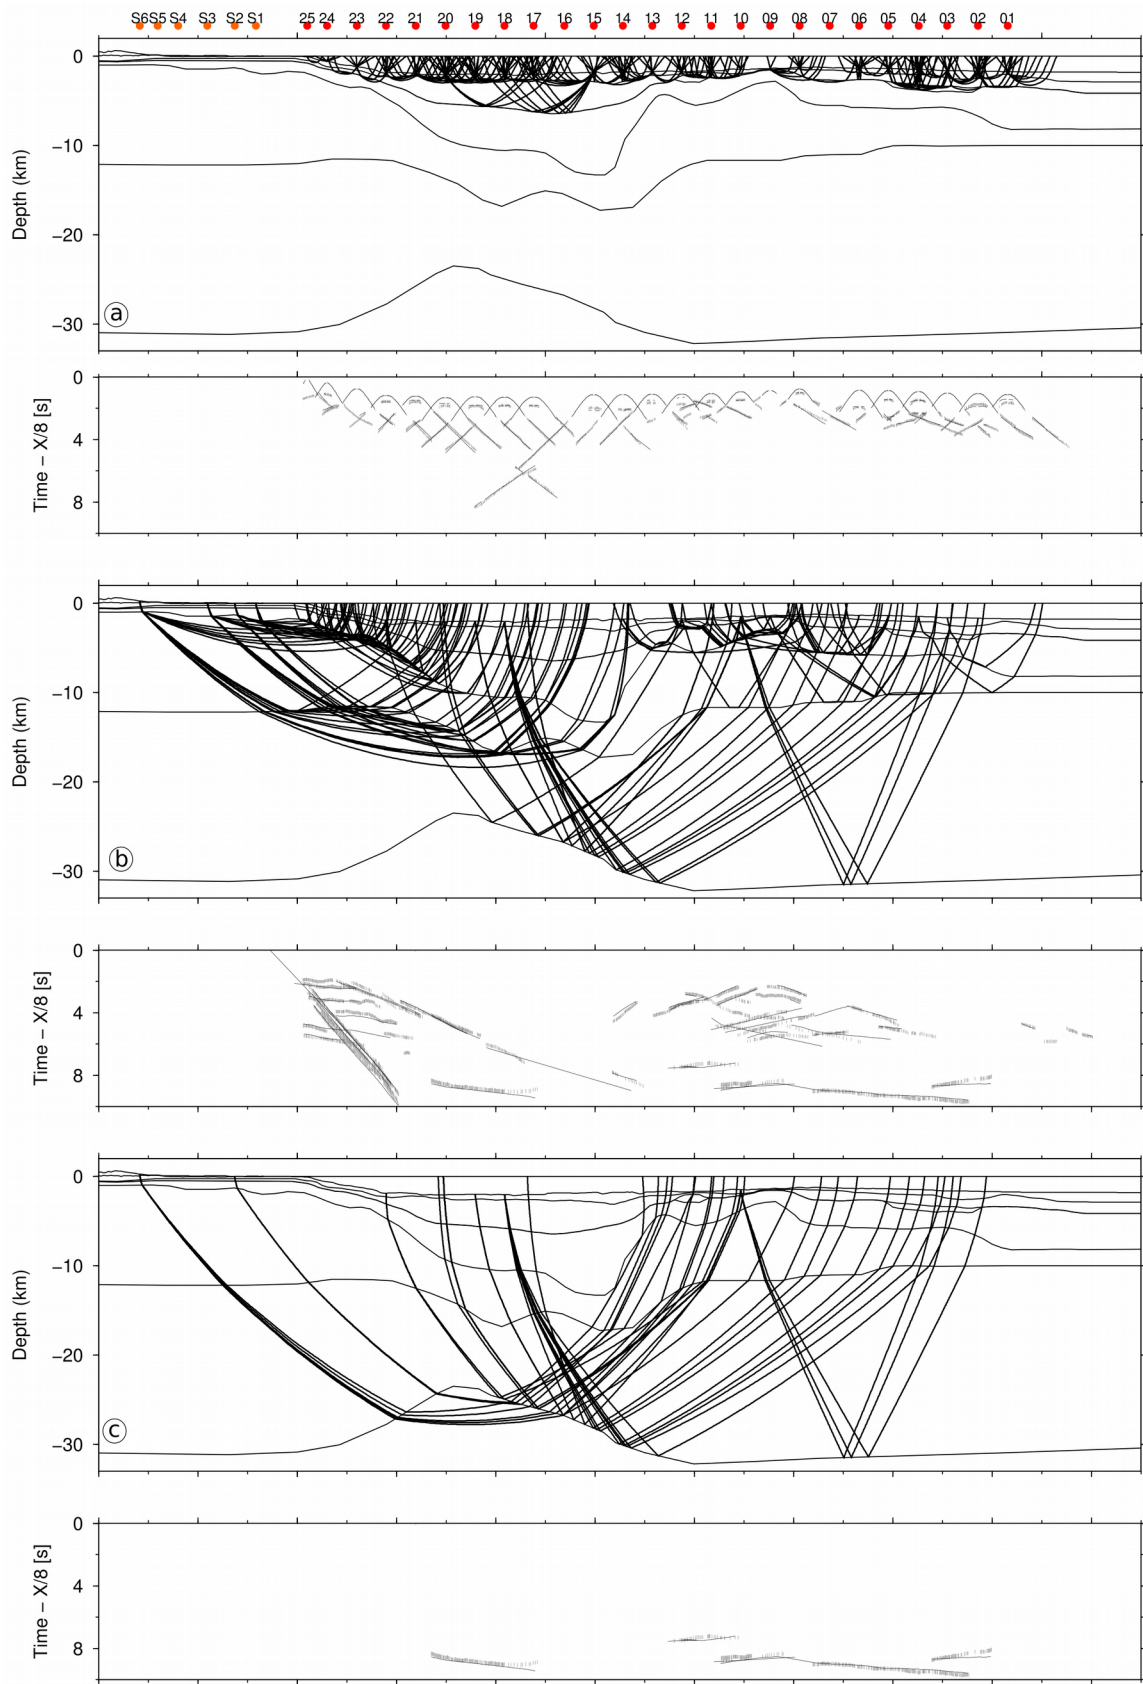 S6 S5 S4 S3 S2 S1 25 24 23 22 21 20 19 18 17 16 15 14 13 12 11 10 09 08 07 06 05 04 03 02 01
0
−10
−20
−30
Depth (km)
a
0
4
8
Time − X/8 [s]
0
−10
−20
−30
Depth (km)
b
0
4
8
Time − X/8 [s]
0
−10
−20
−30
Depth (km)
c
0
4
8
Time − X/8 [s]